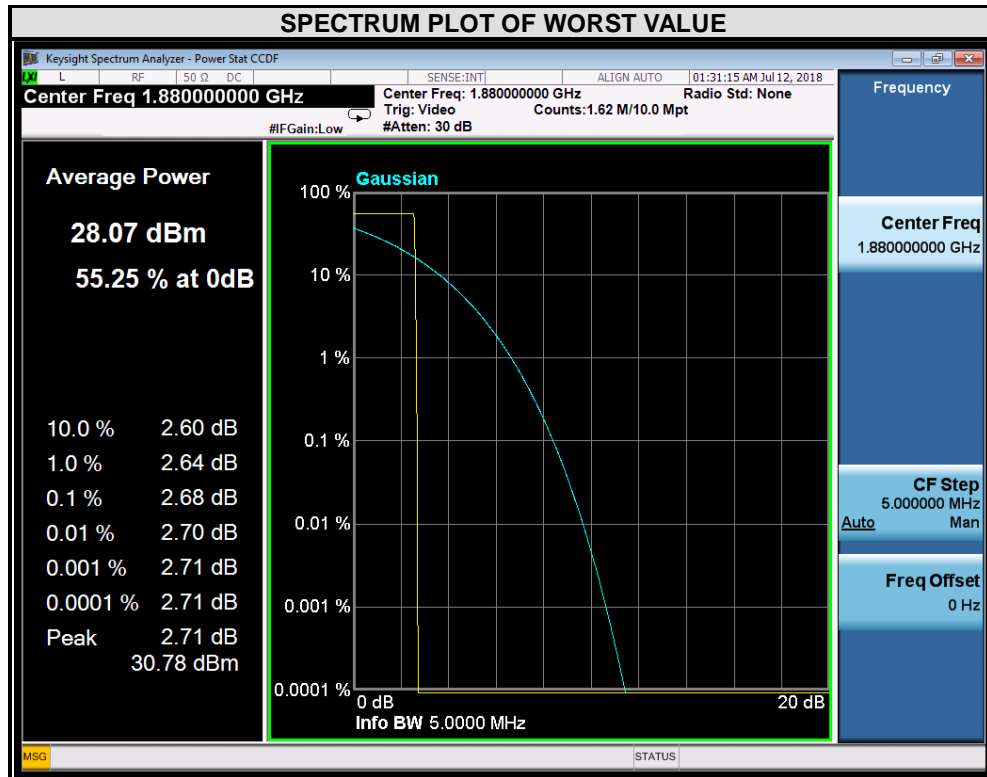 SPECTRUM PLOT OF WORST VALUE
Keysight Spectrum Analyzer - Power Stat CCDF
LXI L RF 50 Ω DC SENSE:INT ALIGN AUTO 01:31:15 AM Jul 12, 2018
Center Freq 1.880000000 GHz
#IFGain:Low
Center Freq: 1.880000000 GHz
Trig: Video
#Atten: 30 dB
Counts:1.62 M/10.0 Mpt
Radio Std: None
Average Power
28.07 dBm
55.25 % at 0dB
10.0 % 2.60 dB
1.0 % 2.64 dB
0.1 % 2.68 dB
0.01 % 2.70 dB
0.001 % 2.71 dB
0.0001 % 2.71 dB
Peak 2.71 dB
30.78 dBm
Gaussian
100 %
10 %
1 %
0.1 %
0.01 %
0.001 %
0.0001 %
0 dB 20 dB
Info BW 5.0000 MHz
Frequency
Center Freq
1.880000000 GHz
CF Step
5.000000 MHz
Auto Man
Freq Offset
0 Hz
MSG STATUS